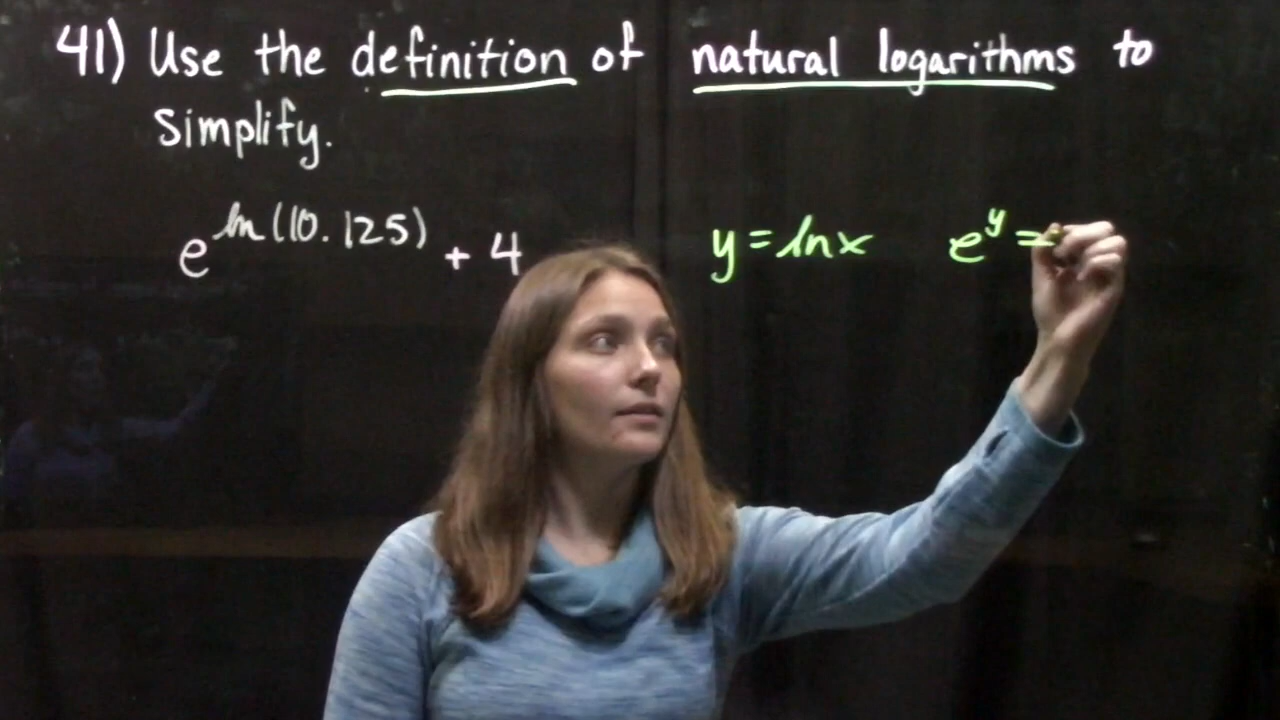 41) Use the definition of natural logarithms to
simplify.
e^ln(10.125) + 4 y = ln x e^y =